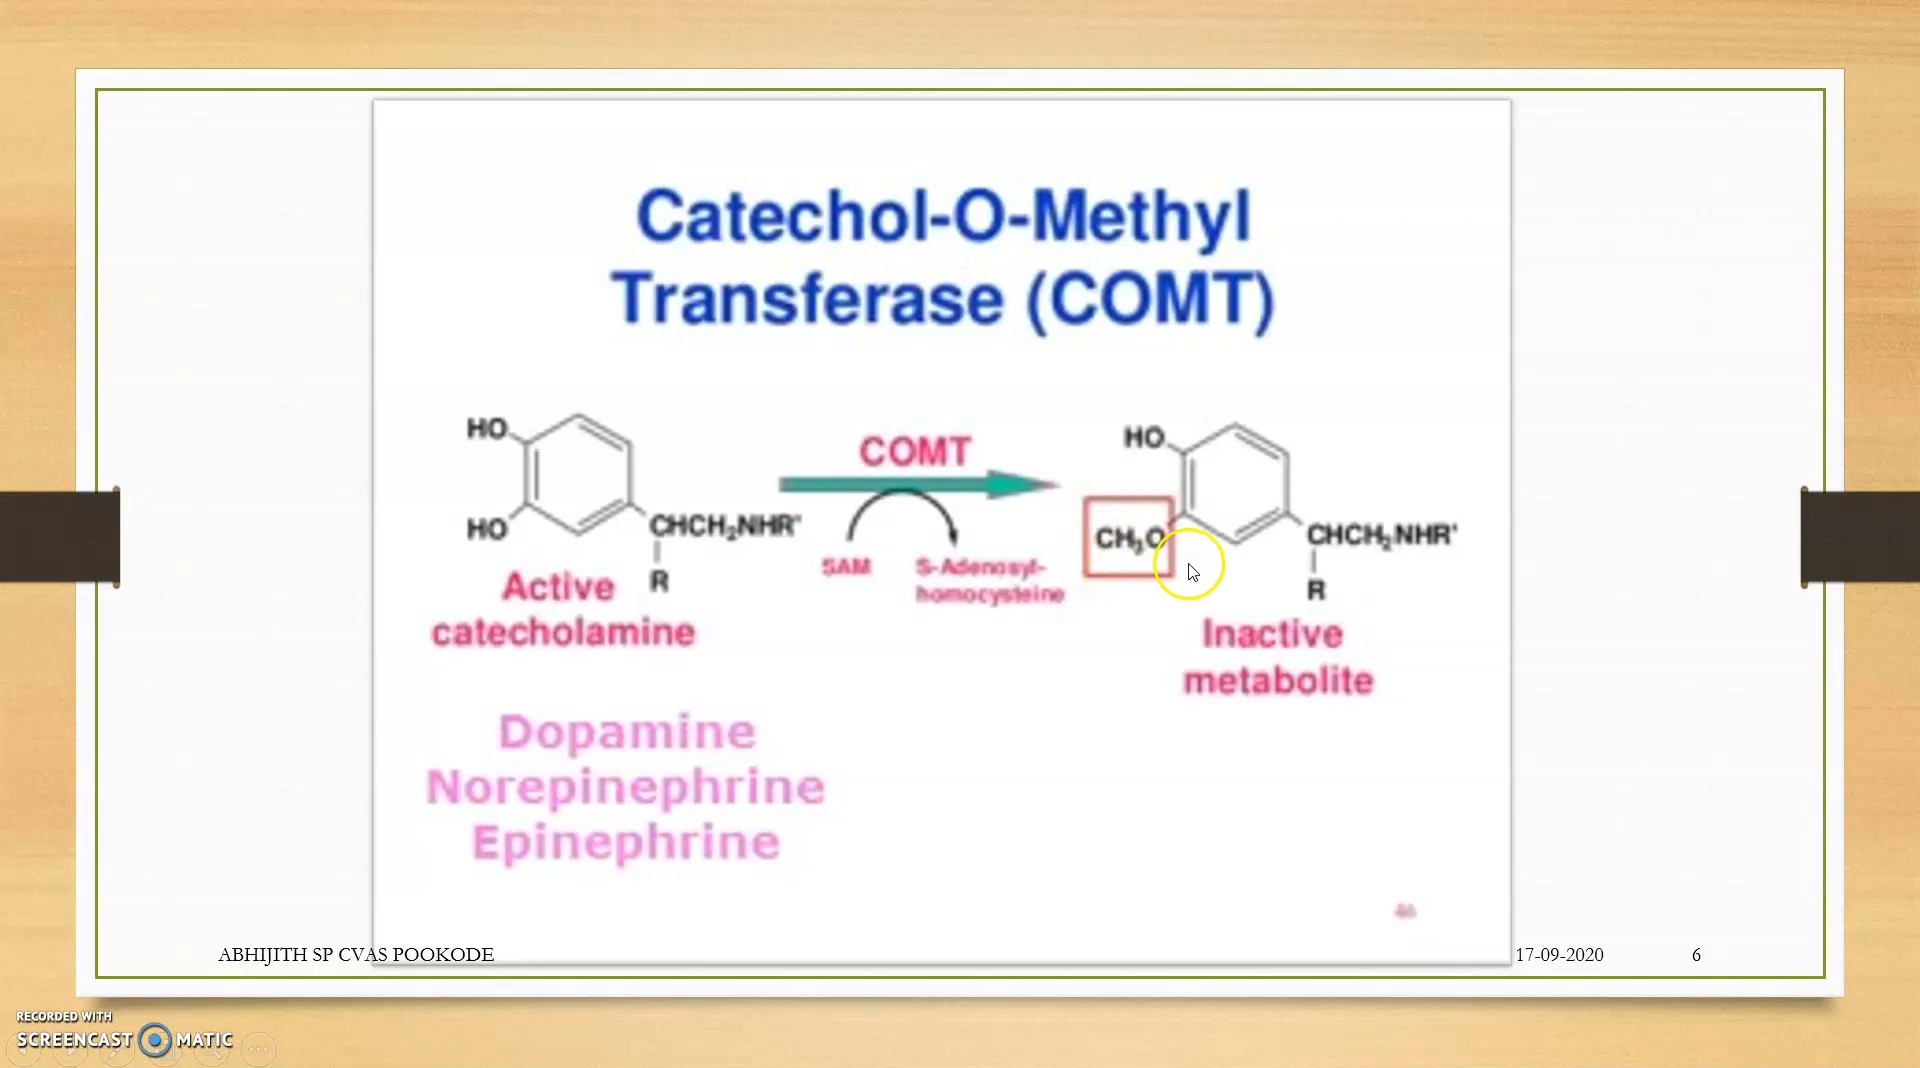 Catechol-O-Methyl
Transferase (COMT)
HO
HO
CHCH₂NHR'
R
Active
catecholamine
COMT
SAM
S-Adenosyl-
homocysteine
HO
CH₃O
CHCH₂NHR'
R
Inactive
metabolite
Dopamine
Norepinephrine
Epinephrine
46
ABHIJITH SP CVAS POOKODE
17-09-2020
6
RECORDED WITH
SCREENCAST MATIC